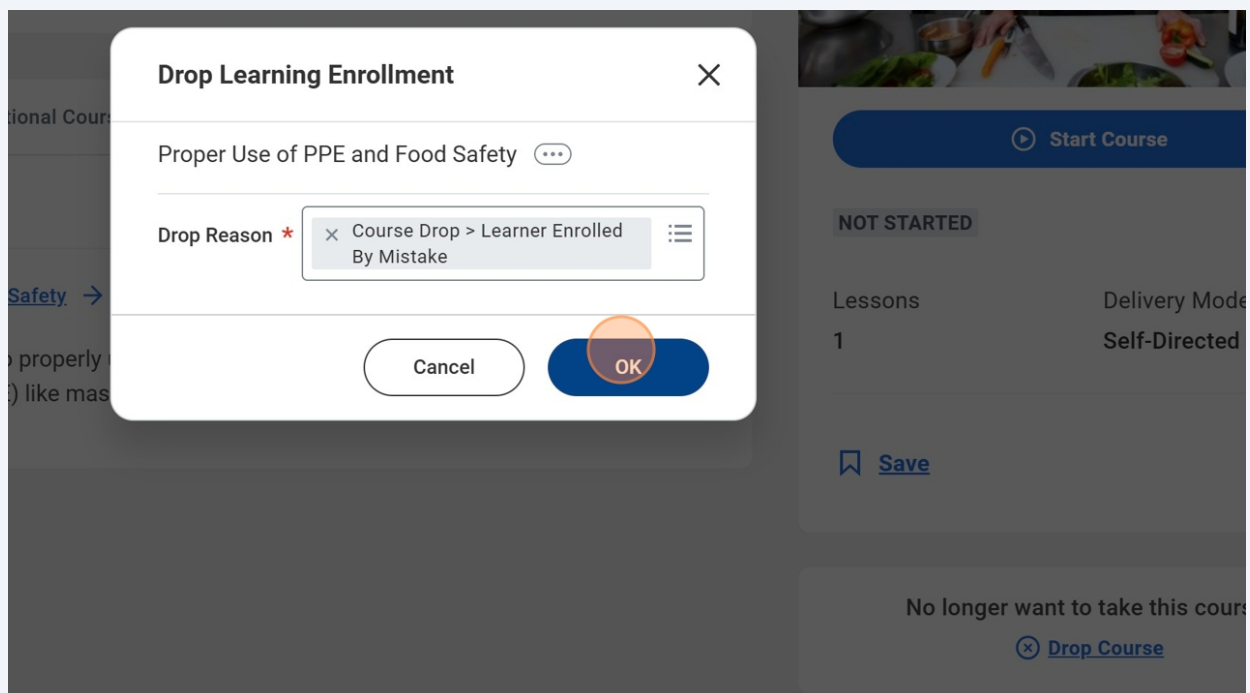 Drop Learning Enrollment
Proper Use of PPE and Food Safety
Drop Reason *
Course Drop > Learner Enrolled
By Mistake
Cancel
OK
Safety
properly
like mas
Start Course
NOT STARTED
Lessons
1
Delivery Mode
Self-Directed
Save
No longer want to take this cours
Drop Course
tional Cours